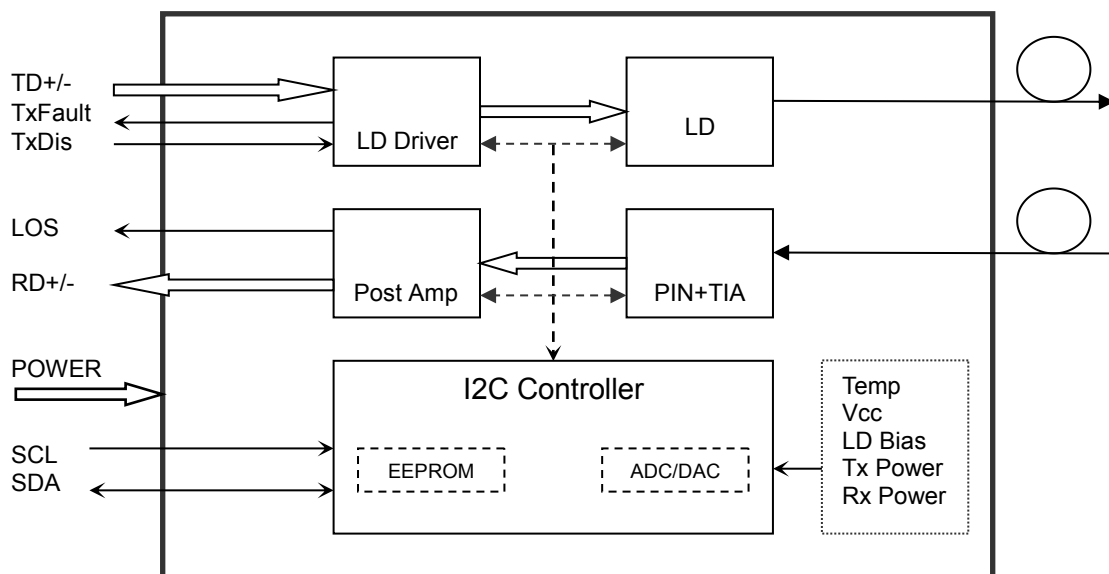 TD+/-
TxFault
TxDis
LD Driver
LD
LOS
RD+/-
Post Amp
PIN+TIA
POWER
SCL
SDA
I2C Controller
EEPROM
ADC/DAC
Temp
Vcc
LD Bias
Tx Power
Rx Power